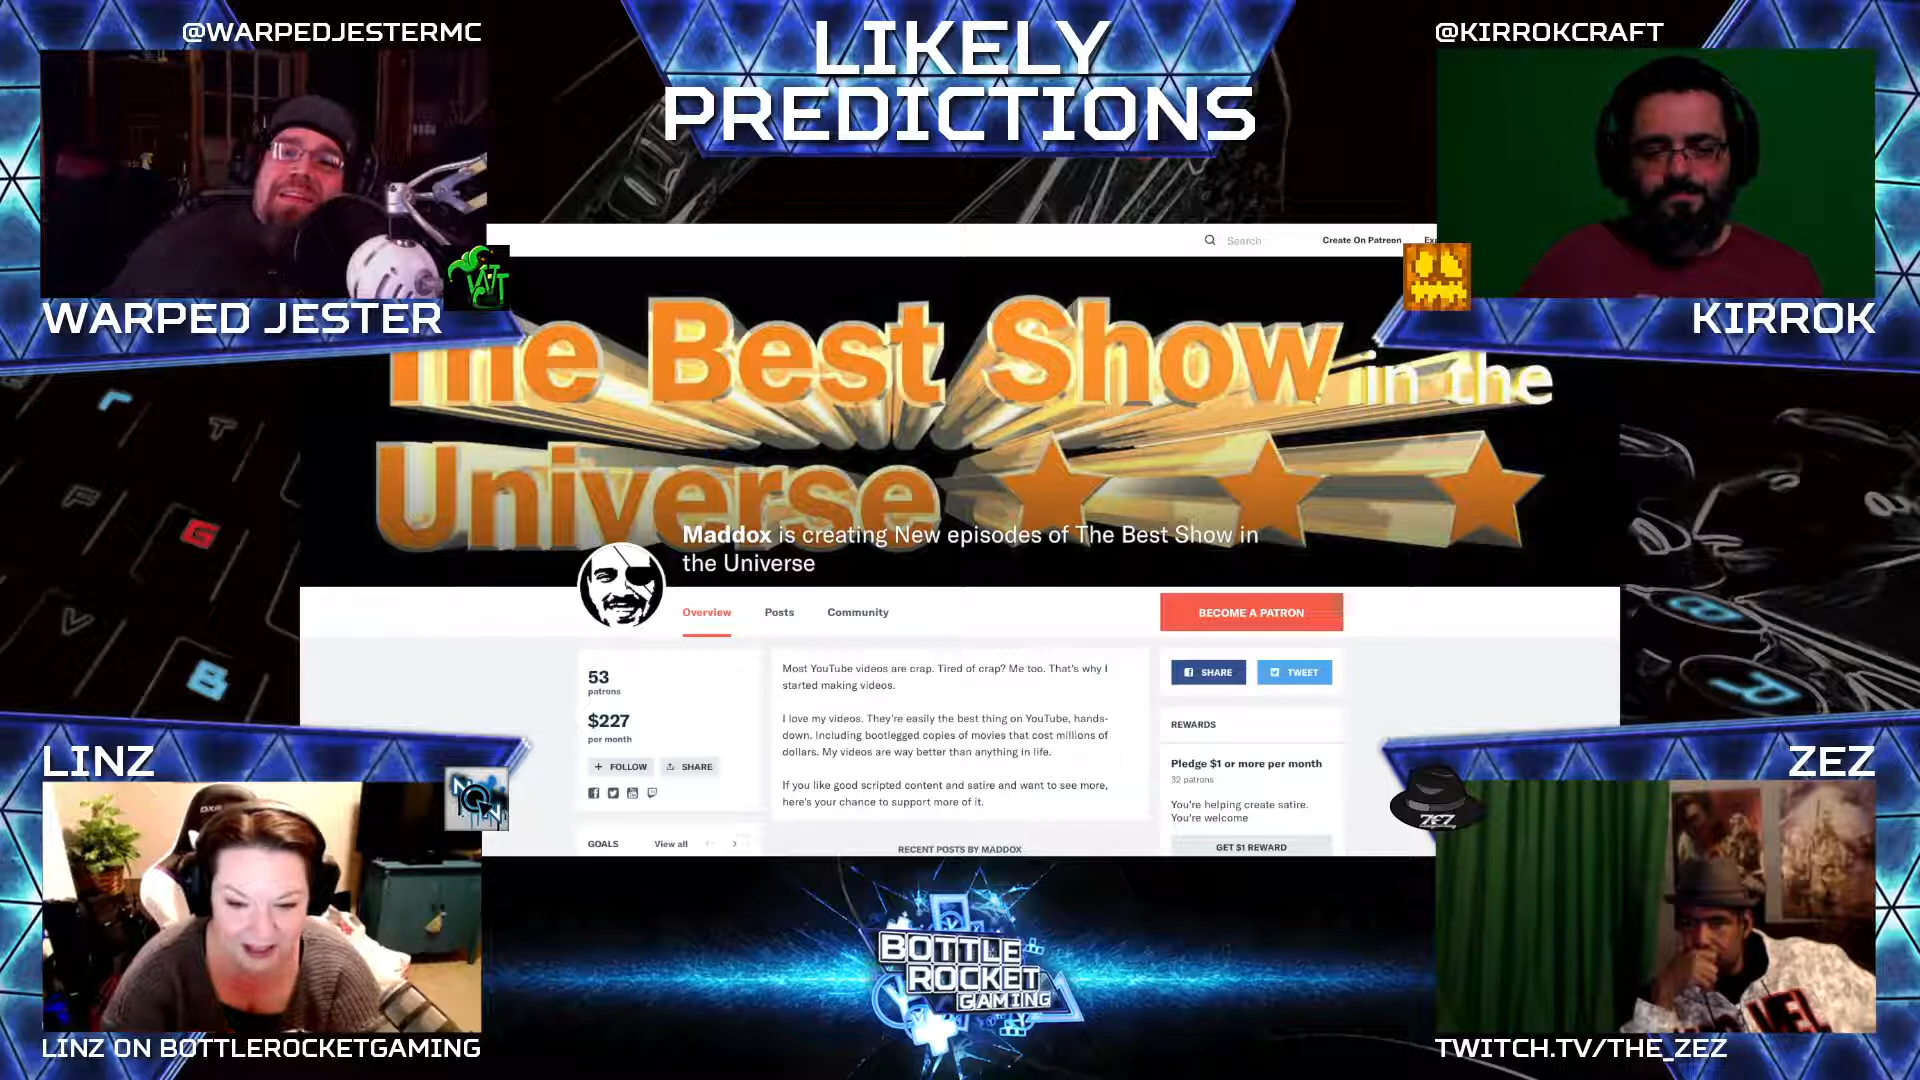 @WARPEDJESTERMC
LIKELY
PREDICTIONS
@KIRROKCRAFT
Search
Create On Patreon
WARPED JESTER
KIRROK
The Best Show in the
Universe
Maddox is creating New episodes of The Best Show in
the Universe
Overview
Posts
Community
BECOME A PATRON
53
patrons
$227
per month
FOLLOW
SHARE
GOALS
View all
Most YouTube videos are crap. Tired of crap? Me too. That's why I
started making videos.
I love my videos. They're easily the best thing on YouTube, hands-
down. Including bootlegged copies of movies that cost millions of
dollars. My videos are way better than anything in life.
If you like good scripted content and satire and want to see more,
here's your chance to support more of it.
RECENT POSTS BY MADDOX
SHARE
TWEET
REWARDS
Pledge $1 or more per month
32 patrons
You're helping create satire.
You're welcome
GET $1 REWARD
LINZ
ZEZ
ZEZ
T
F
G
V
B
DXR
BOTTLE
ROCKET
GAMING
LINZ ON BOTTLEROCKETGAMING
TWITCH.TV/THE_ZEZ